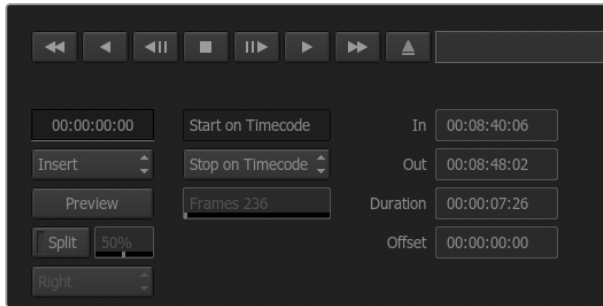 00:00:00:00 Start on Timecode In 00:08:40:06
Insert Stop on Timecode Out 00:08:48:02
Preview Frames 236 Duration 00:00:07:26
Split 50% Offset 00:00:00:00
Right